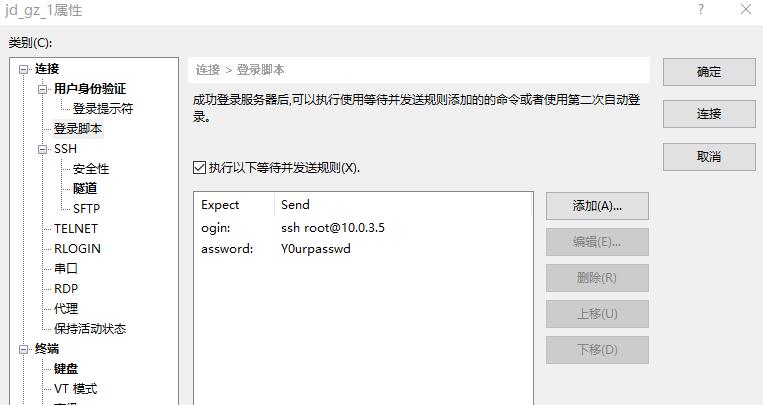 jd_gz_1属性
?
类别(C):
连接
用户身份验证
登录提示符
登录脚本
SSH
安全性
隧道
SFTP
TELNET
RLOGIN
串口
RDP
代理
保持活动状态
终端
键盘
VT 模式
连接 > 登录脚本
成功登录服务器后,可以执行使用等待并发送规则添加的的命令或者使用第二次自动登
录。
执行以下等待并发送规则(X).
Expect Send
ogin: ssh root@10.0.3.5
assword: Y0urpasswd
添加(A)...
编辑(E)...
删除(R)
上移(U)
下移(D)
确定
连接
取消